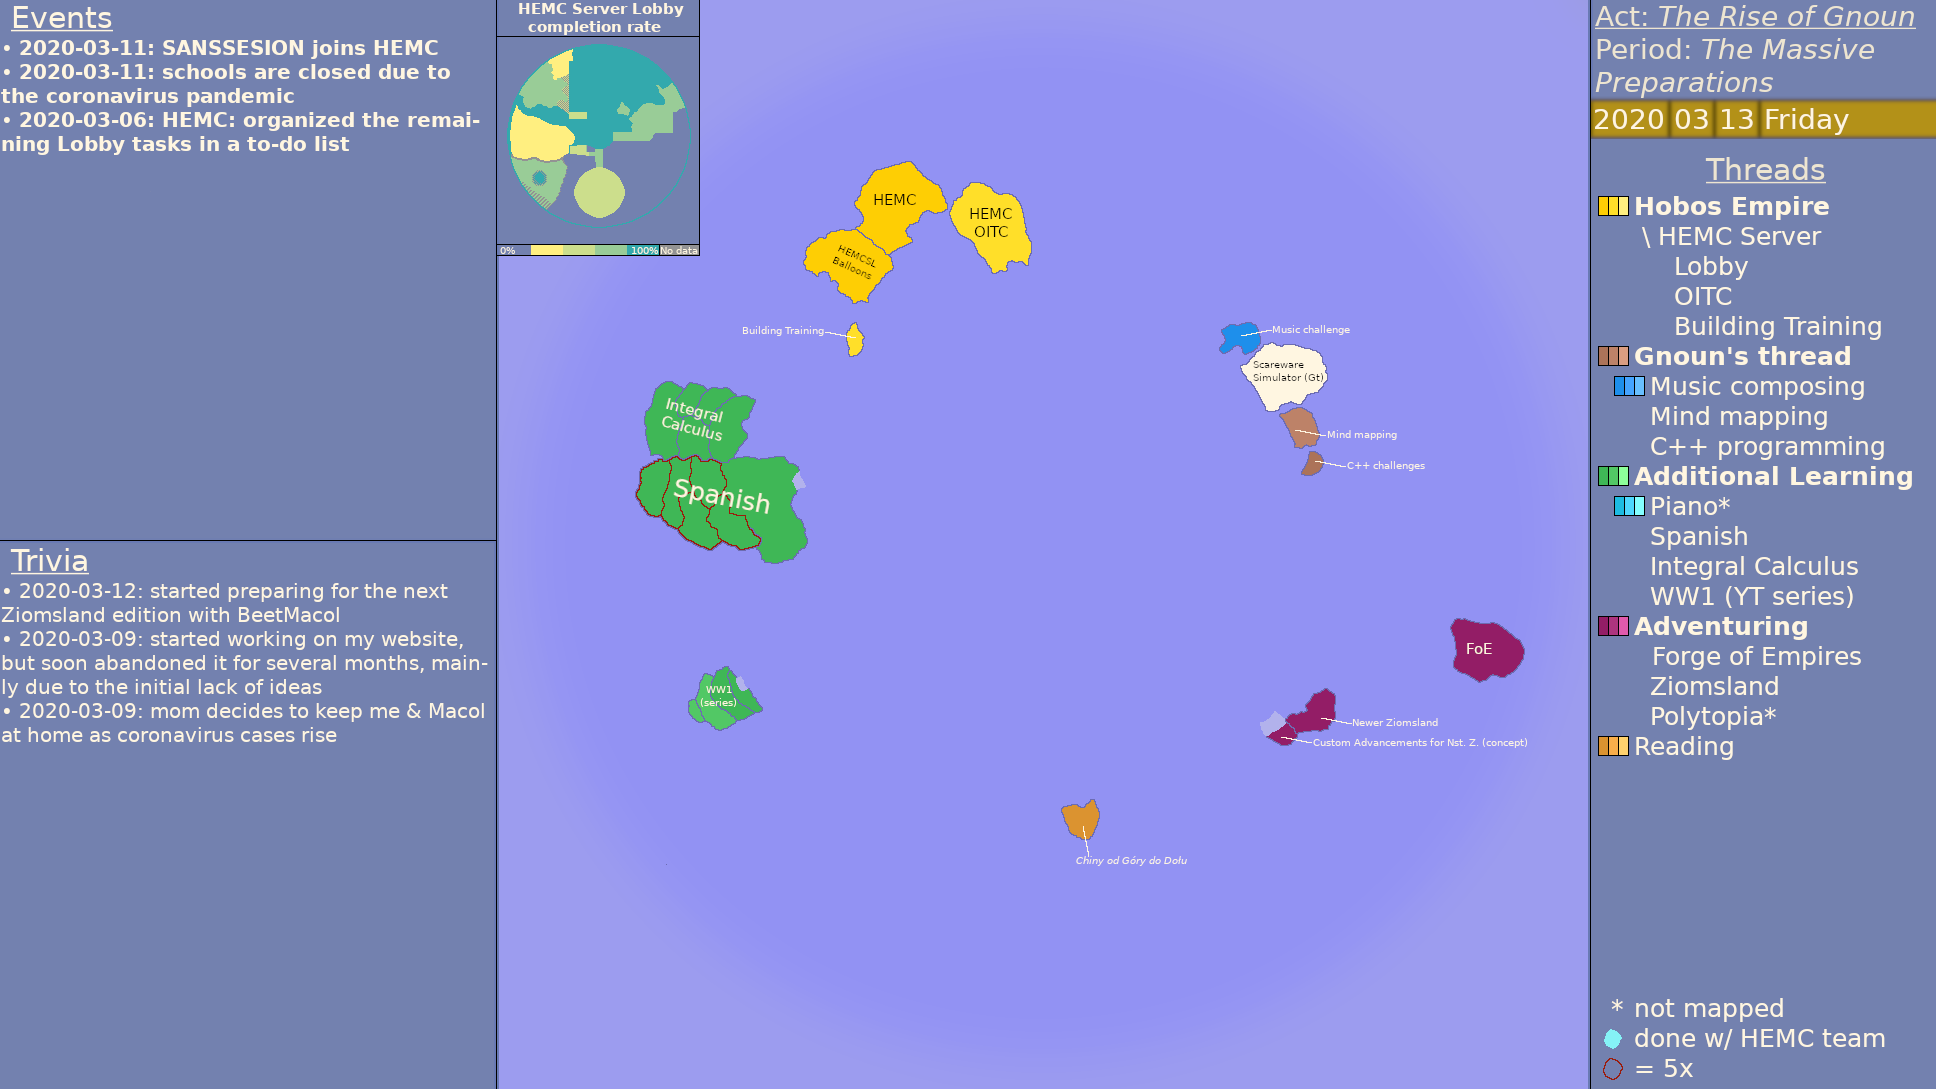 Events
• 2020-03-11: SANSSESION joins HEMC
• 2020-03-11: schools are closed due to
the coronavirus pandemic
• 2020-03-06: HEMC: organized the remai-
ning Lobby tasks in a to-do list
Trivia
• 2020-03-12: started preparing for the next
Ziomsland edition with BeetMacol
• 2020-03-09: started working on my website,
but soon abandoned it for several months, main-
ly due to the initial lack of ideas
• 2020-03-09: mom decides to keep me & Macol
at home as coronavirus cases rise
HEMC Server Lobby
completion rate
0% 100% No data
HEMC
HEMC
OITC
HEMCSL
Balloons
Building Training
Music challenge
Scareware
Simulator (Gt)
Mind mapping
C++ challenges
Integral
Calculus
Spanish
WW1
(series)
FoE
Newer Ziomsland
Custom Advancements for Nst. Z. (concept)
Chiny od Góry do Dołu
Act: The Rise of Gnoun
Period: The Massive
Preparations
2020 03 13 Friday
Threads
Hobos Empire
\ HEMC Server
Lobby
OITC
Building Training
Gnoun's thread
Music composing
Mind mapping
C++ programming
Additional Learning
Piano*
Spanish
Integral Calculus
WW1 (YT series)
Adventuring
Forge of Empires
Ziomsland
Polytopia*
Reading
* not mapped
done w/ HEMC team
= 5x